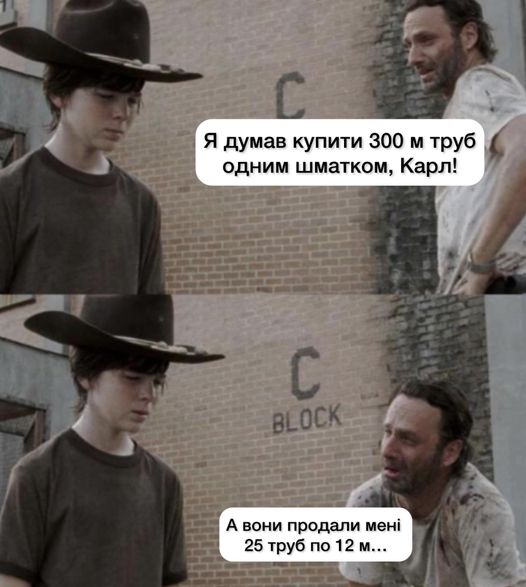 C
Я думав купити 300 м труб
одним шматком, Карл!
C
BLOCK
А вони продали мені
25 труб по 12 м...